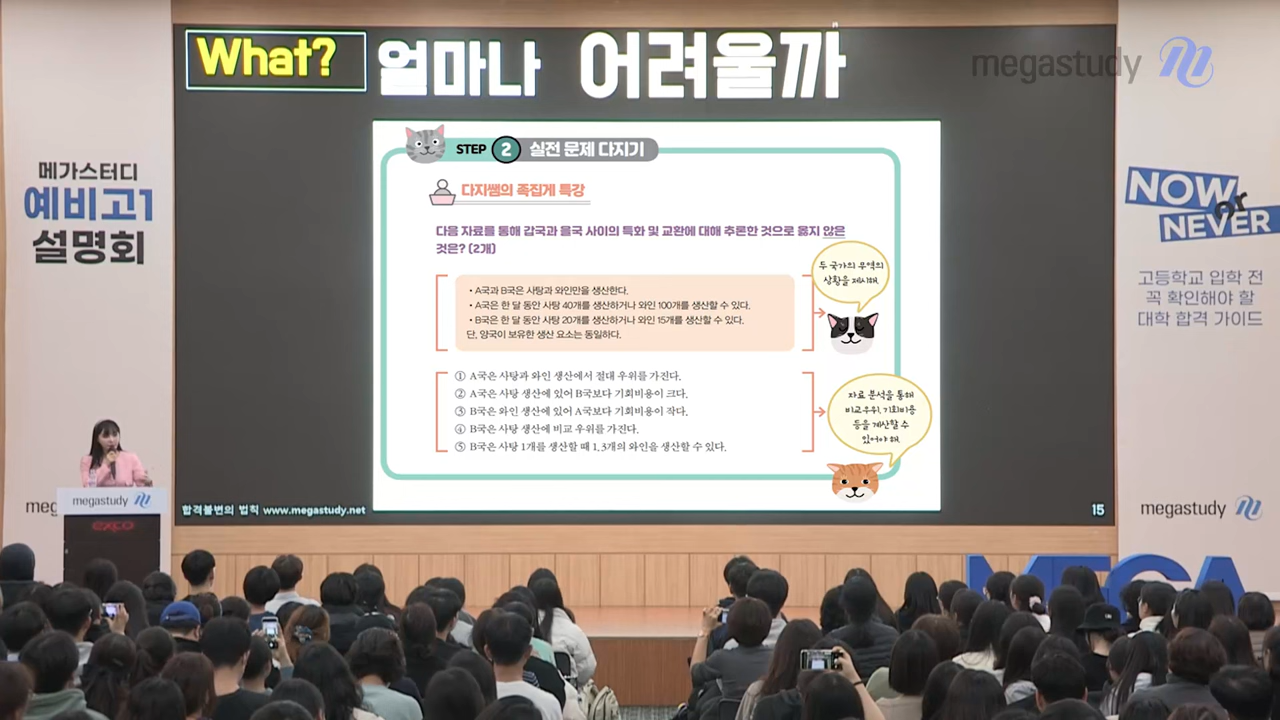 What? 얼마나 어려울까
megastudy
메가스터디
예비고1
설명회
STEP 2 실전 문제 다지기
다지쌤의 족집게 특강
다음 자료를 통해 갑국과 을국 사이의 특화 및 교환에 대해 추론한 것으로 옳지 않은
것은? (2개)
• A국과 B국은 사탕과 와인만을 생산한다.
• A국은 한 달 동안 사탕 40개를 생산하거나 와인 100개를 생산할 수 있다.
• B국은 한 달 동안 사탕 20개를 생산하거나 와인 15개를 생산할 수 있다.
단, 양국이 보유한 생산 요소는 동일하다.
두 국가의 무역의
상황을 제시해.
① A국은 사탕과 와인 생산에서 절대 우위를 가진다.
② A국은 사탕 생산에 있어 B국보다 기회비용이 크다.
③ B국은 와인 생산에 있어 A국보다 기회비용이 작다.
④ B국은 사탕 생산에 비교 우위를 가진다.
⑤ B국은 사탕 1개를 생산할 때 1.3개의 와인을 생산할 수 있다.
자료 분석을 통해
비교우위, 기회비용
등을 계산할 수
있어야 해.
합격불변의 법칙 www.megastudy.net
15
NOW
or
NEVER
고등학교 입학 전
꼭 확인해야 할
대학 합격 가이드
megastudy
meg
megastudy
exco
MEGA